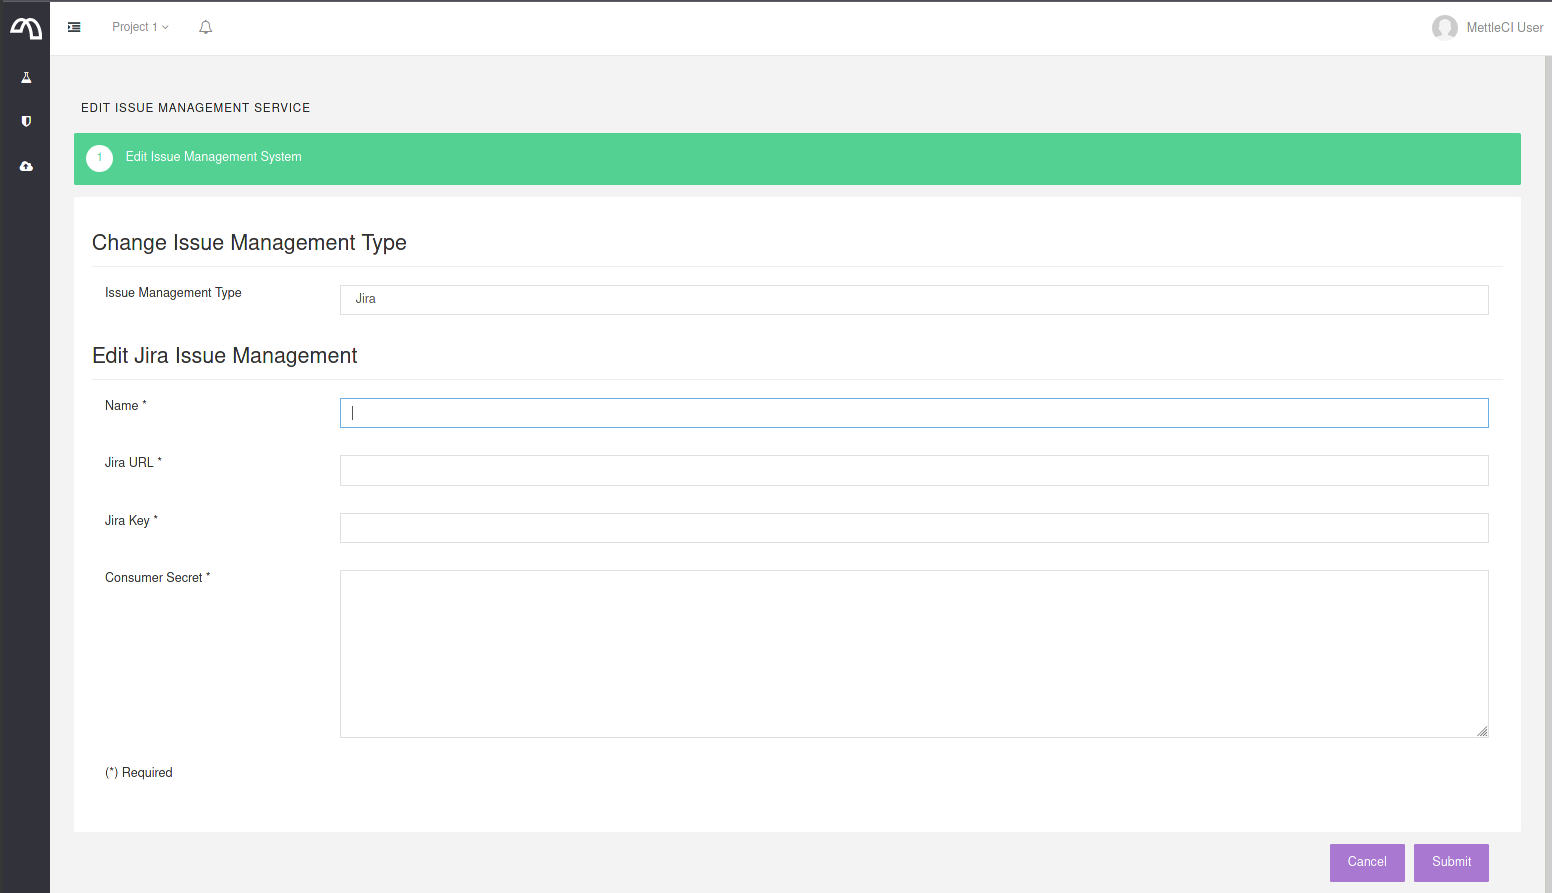 Project 1
MettleCI User
EDIT ISSUE MANAGEMENT SERVICE
1 Edit Issue Management System
Change Issue Management Type
Issue Management Type
Jira
Edit Jira Issue Management
Name *
Jira URL *
Jira Key *
Consumer Secret *
(*) Required
Cancel
Submit